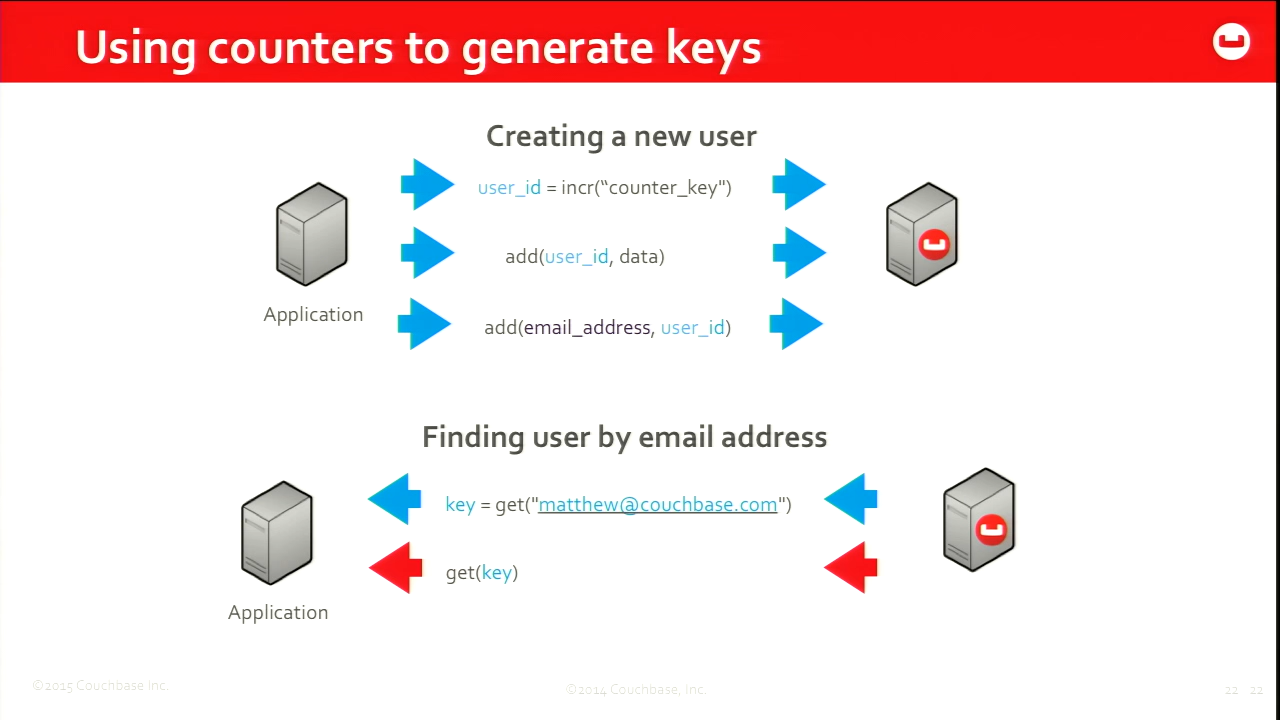 Using counters to generate keys
Creating a new user
user_id = incr(“counter_key")
add(user_id, data)
Application
add(email_address, user_id)
Finding user by email address
key = get("matthew@couchbase.com")
get(key)
Application
©2015 Couchbase Inc.
©2014 Couchbase, Inc.
22 22